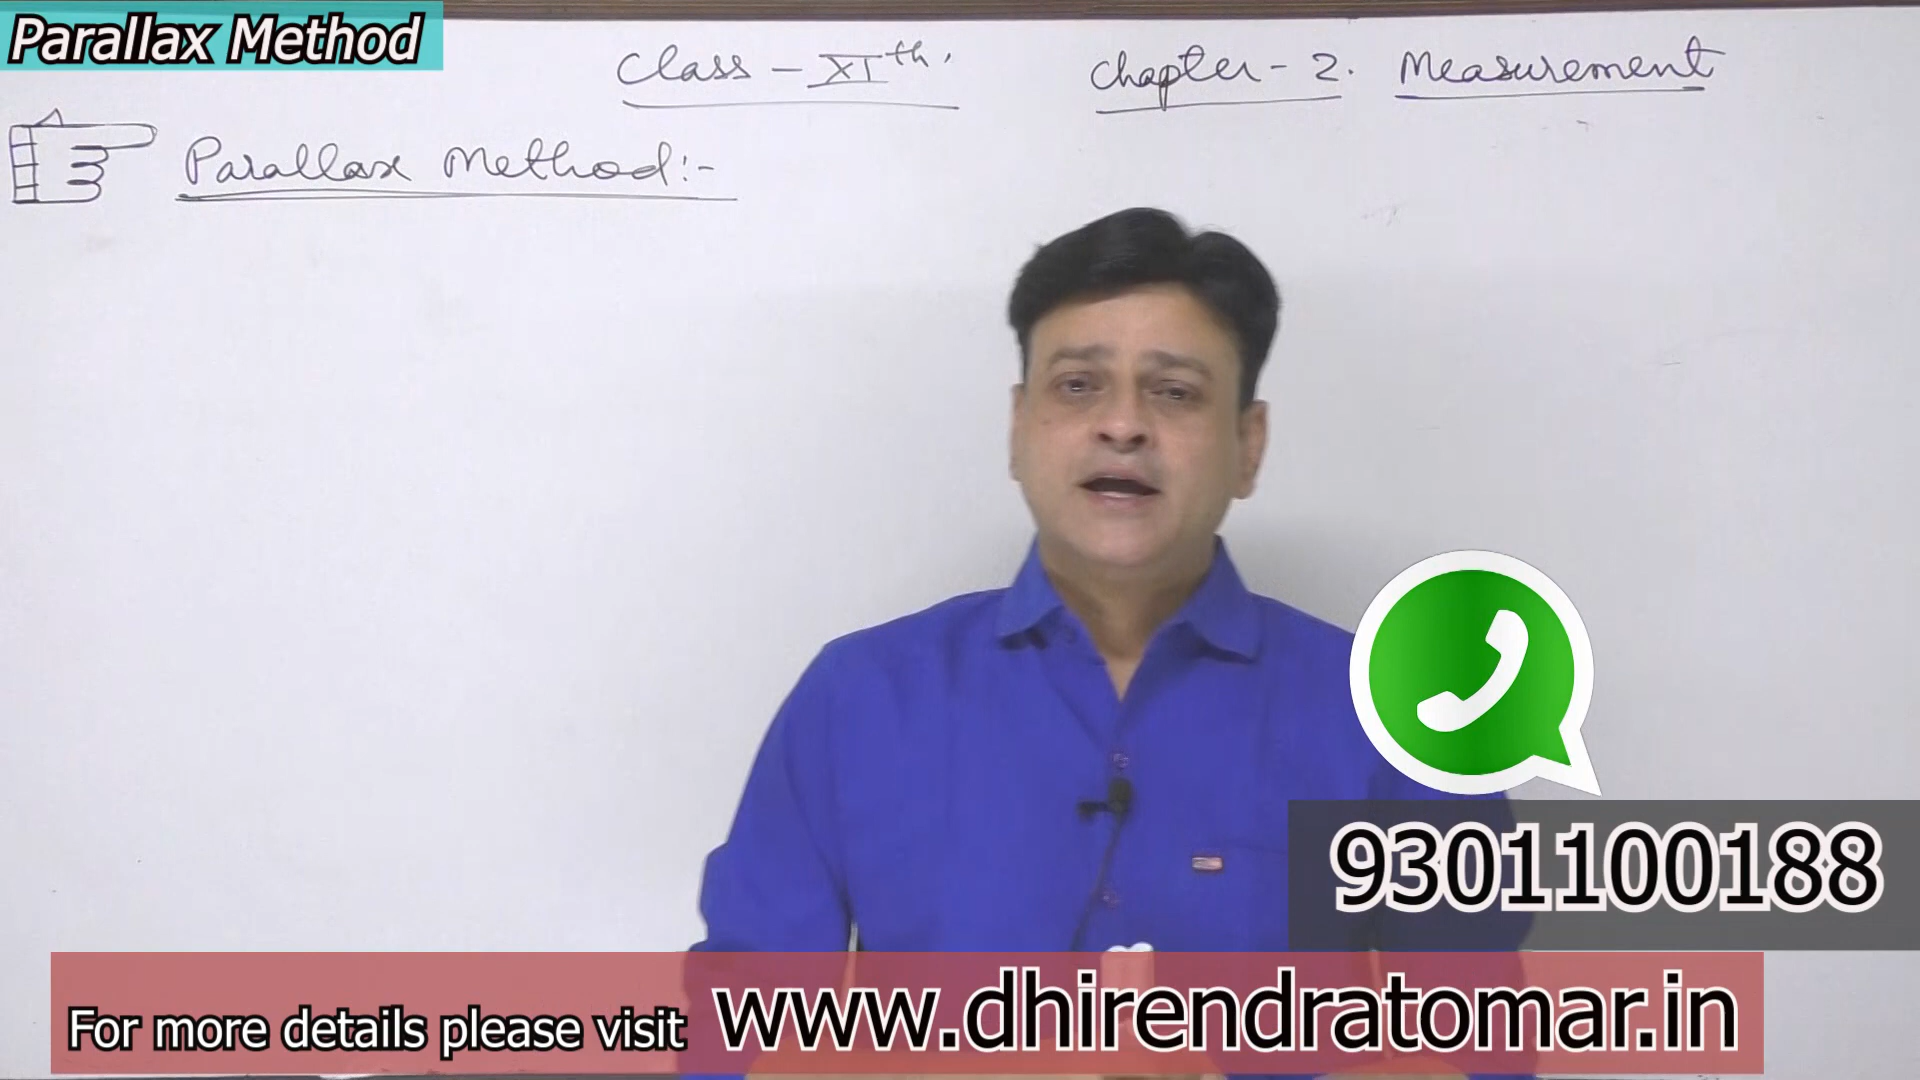 Parallax Method
Class - XIth. Chapter - 2. Measurement
Parallax Method:-
9301100188
For more details please visit www.dhirendratomar.in